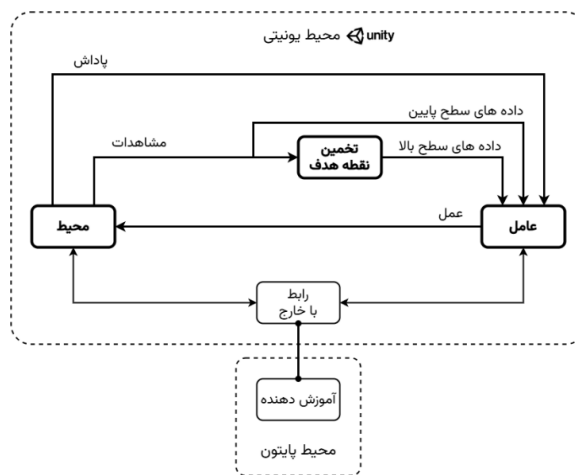 محیط یونیتی unity
پاداش
داده های سطح پایین
مشاهدات
تخمین
نقطه هدف
داده های سطح بالا
عمل
محیط
عامل
رابط
با خارج
آموزش دهنده
محیط پایتون